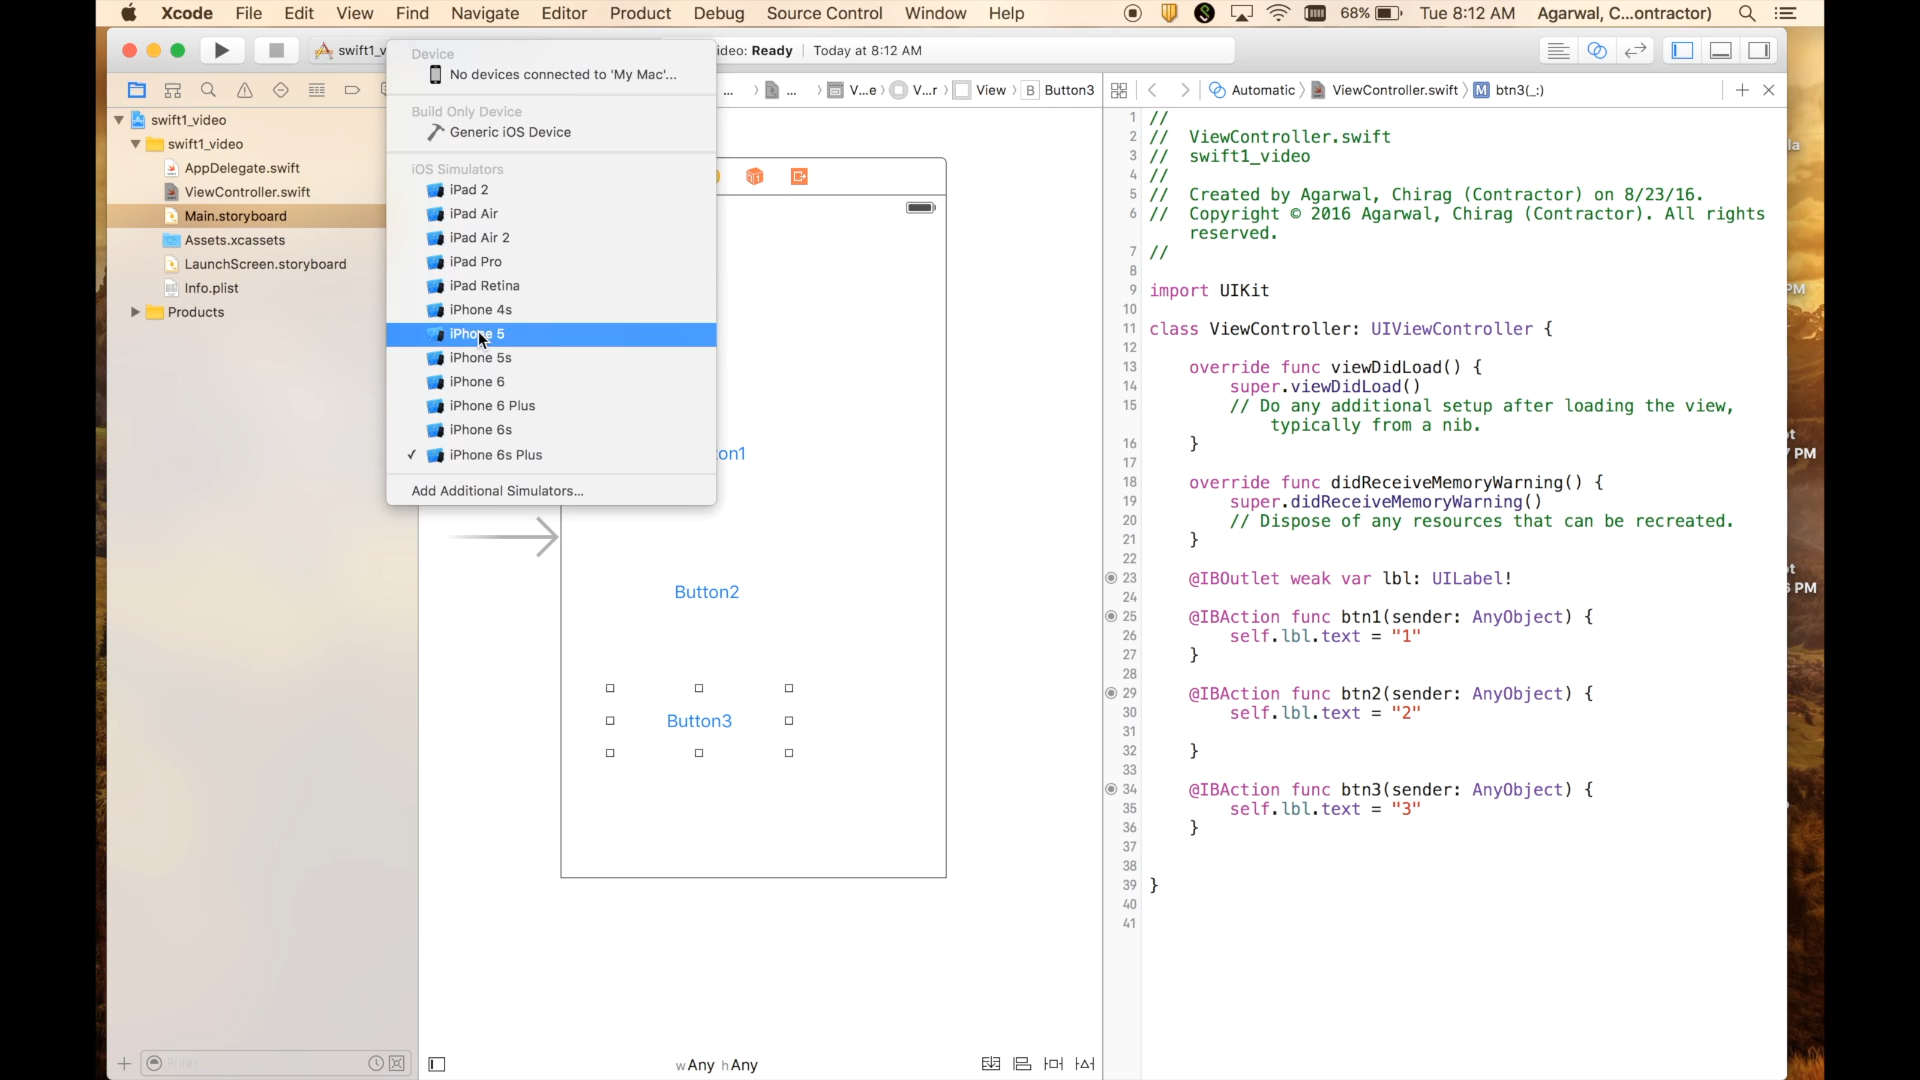 Xcode File Edit View Find Navigate Editor Product Debug Source Control Window Help 68% Tue 8:12 AM Agarwal, C...ontractor)
swift1_v
ideo: Ready Today at 8:12 AM
Device
No devices connected to 'My Mac'...
Build Only Device
Generic iOS Device
iOS Simulators
iPad 2
iPad Air
iPad Air 2
iPad Pro
iPad Retina
iPhone 4s
iPhone 5
iPhone 5s
iPhone 6
iPhone 6 Plus
iPhone 6s
✓ iPhone 6s Plus
Add Additional Simulators...
... ... V...e V...r View B Button3
Automatic ViewController.swift M btn3(_:)
swift1_video
swift1_video
AppDelegate.swift
ViewController.swift
Main.storyboard
Assets.xcassets
LaunchScreen.storyboard
Info.plist
Products
Filter
on1
Button2
Button3
wAny hAny
1 //
2 // ViewController.swift
3 // swift1_video
4 //
5 // Created by Agarwal, Chirag (Contractor) on 8/23/16.
6 // Copyright © 2016 Agarwal, Chirag (Contractor). All rights
reserved.
7 //
8
9 import UIKit
10
11 class ViewController: UIViewController {
12
13 override func viewDidLoad() {
14 super.viewDidLoad()
15 // Do any additional setup after loading the view,
typically from a nib.
16 }
17
18 override func didReceiveMemoryWarning() {
19 super.didReceiveMemoryWarning()
20 // Dispose of any resources that can be recreated.
21 }
22
23 @IBOutlet weak var lbl: UILabel!
24
25 @IBAction func btn1(sender: AnyObject) {
26 self.lbl.text = "1"
27 }
28
29 @IBAction func btn2(sender: AnyObject) {
30 self.lbl.text = "2"
31
32 }
33
34 @IBAction func btn3(sender: AnyObject) {
35 self.lbl.text = "3"
36 }
37
38
39 }
40
41
la
PM
PM
PM